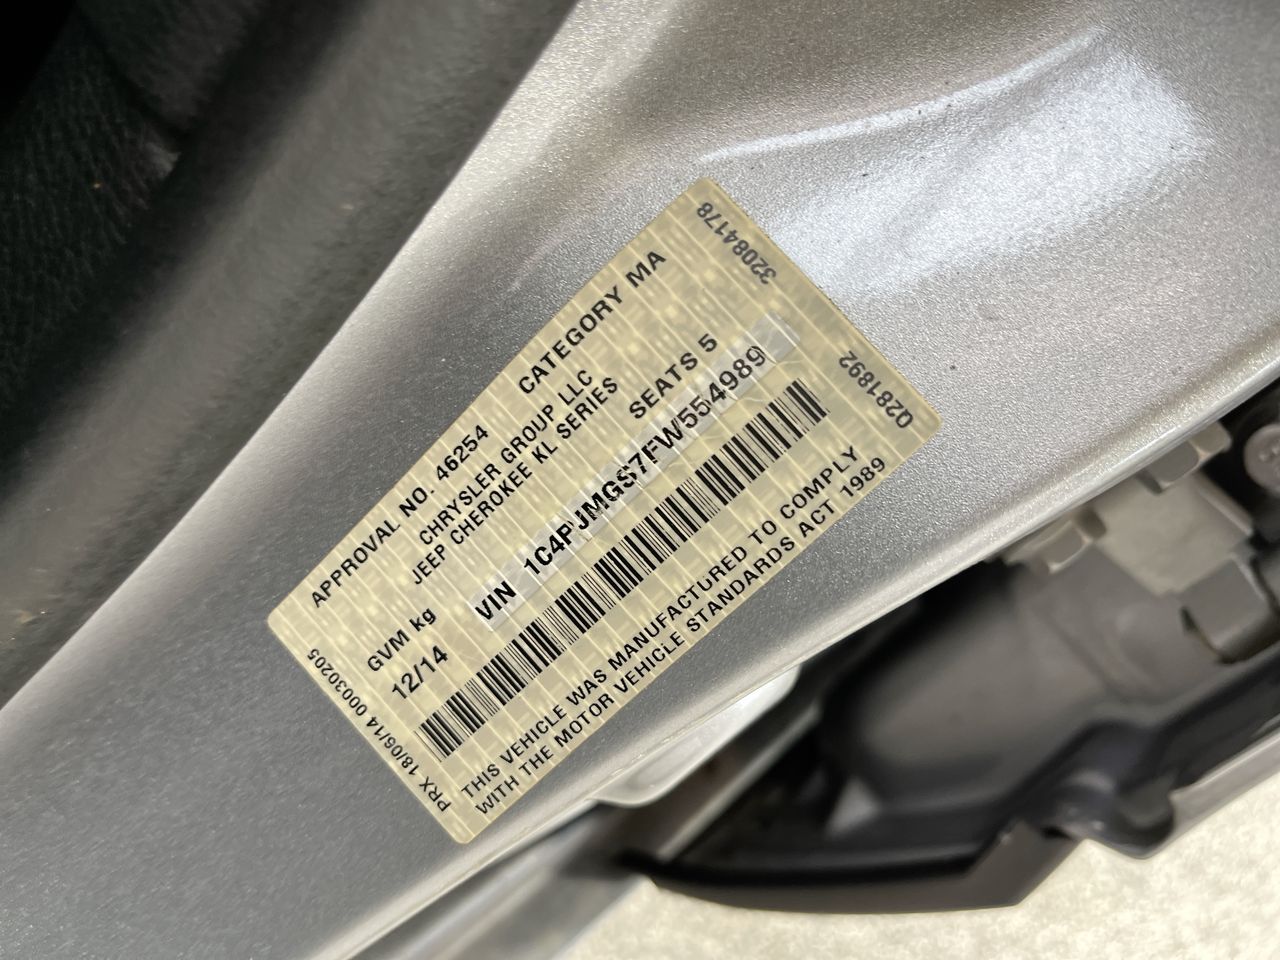 32084178
APPROVAL NO. 46254 CATEGORY MA
CHRYSLER GROUP LLC
JEEP CHEROKEE KL SERIES
GVM kg SEATS 5
12/14 VIN 1C4PJMGS7FW554989
THIS VEHICLE WAS MANUFACTURED TO COMPLY
WITH THE MOTOR VEHICLE STANDARDS ACT 1989
PRX 18/06/14 00030205
Q281892